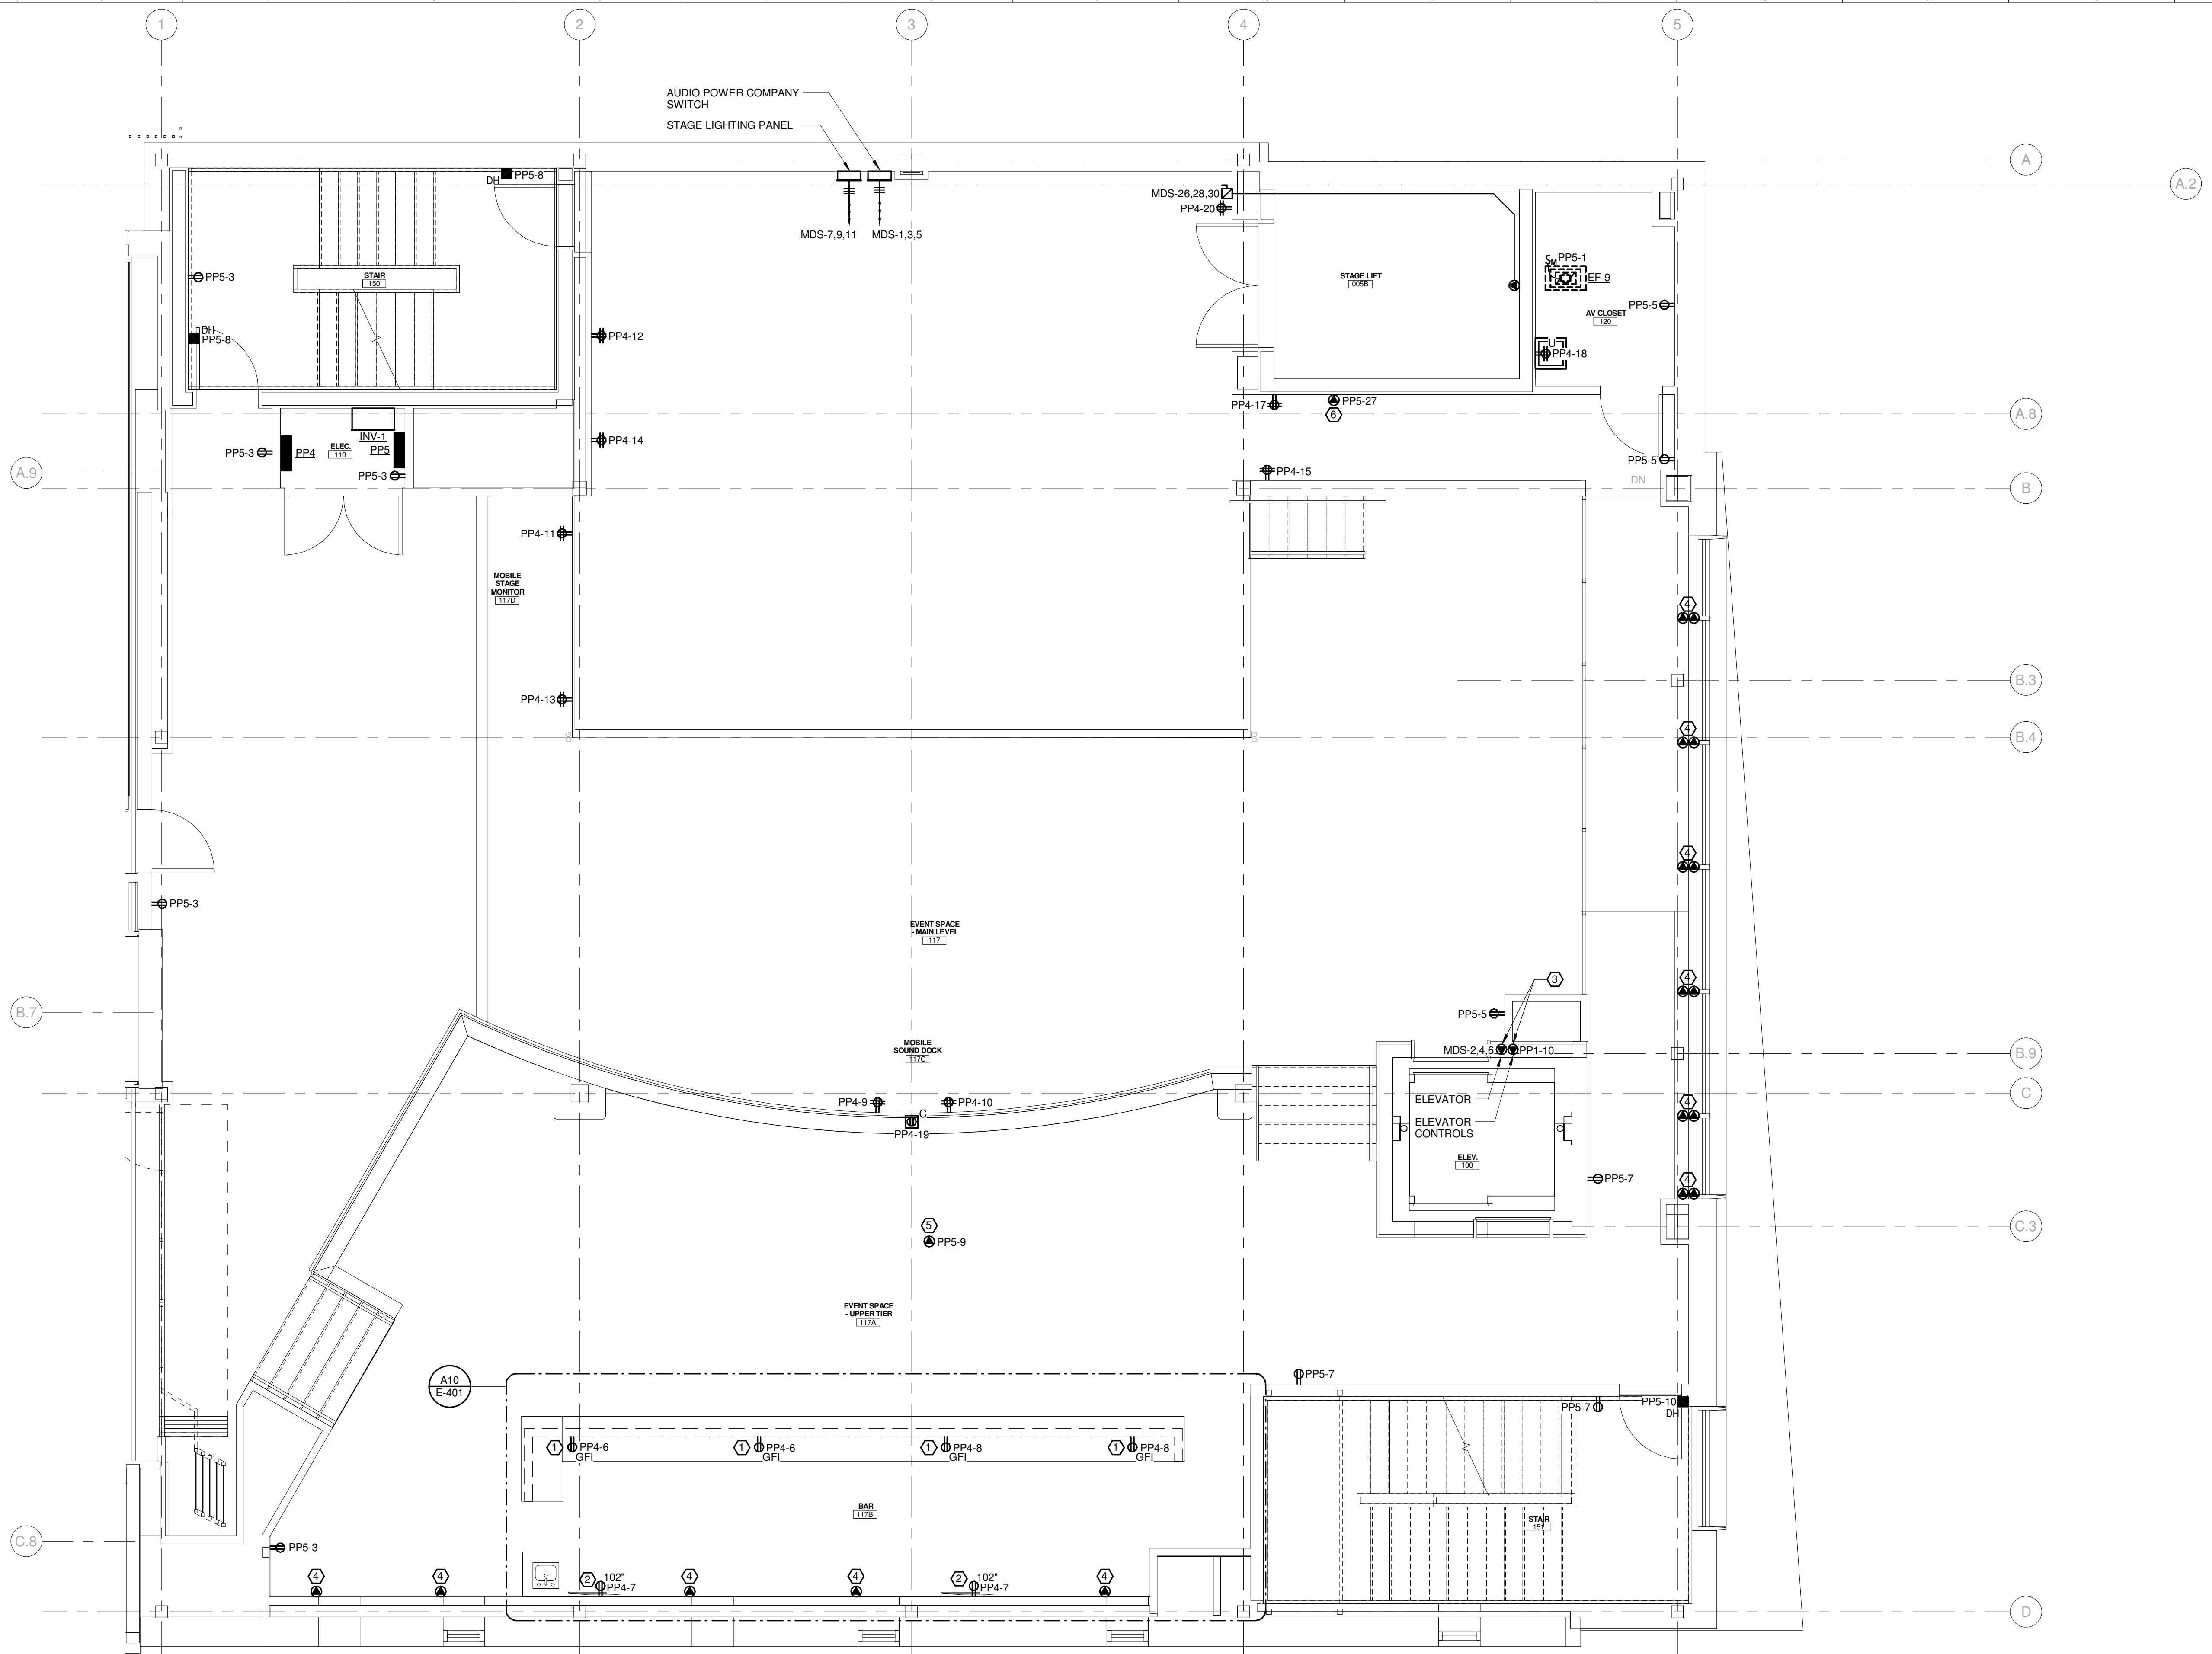 1
2
3
4
5
AUDIO POWER COMPANY
SWITCH
STAGE LIGHTING PANEL
A
A.2
DH
PP5-8
MDS-26,28,30
PP4-20
MDS-7,9,11
MDS-1,3,5
PP5-3
STAIR
150
STAGE LIFT
005B
SM
PP5-1
EF-9
PP5-5
AV CLOSET
120
DH
PP5-8
PP4-12
U
PP4-18
PP4-17
PP5-27
6
A.8
INV-1
PP5-3
PP4
ELEC.
110
PP5
PP4-14
PP5-3
PP4-15
PP5-5
A.9
DN
B
PP4-11
MOBILE
STAGE
MONITOR
117D
4
PP4-13
B.3
4
B.4
4
PP5-3
EVENT SPACE
- MAIN LEVEL
117
3
4
B.7
PP5-5
MOBILE
SOUND DOCK
117C
MDS-2,4,6
PP1-10
B.9
C
PP4-9
PP4-10
C
PP4-19
ELEVATOR
ELEVATOR
CONTROLS
4
ELEV.
100
PP5-7
4
5
PP5-9
C.3
EVENT SPACE
- UPPER TIER
117A
A10
E-401
PP5-7
PP5-7
PP5-10
DH
1
PP4-6
GFI
1
PP4-6
GFI
1
PP4-8
GFI
1
PP4-8
GFI
BAR
117B
STAIR
151
C.8
PP5-3
4
4
2
102"
PP4-7
4
4
2
102"
PP4-7
4
D